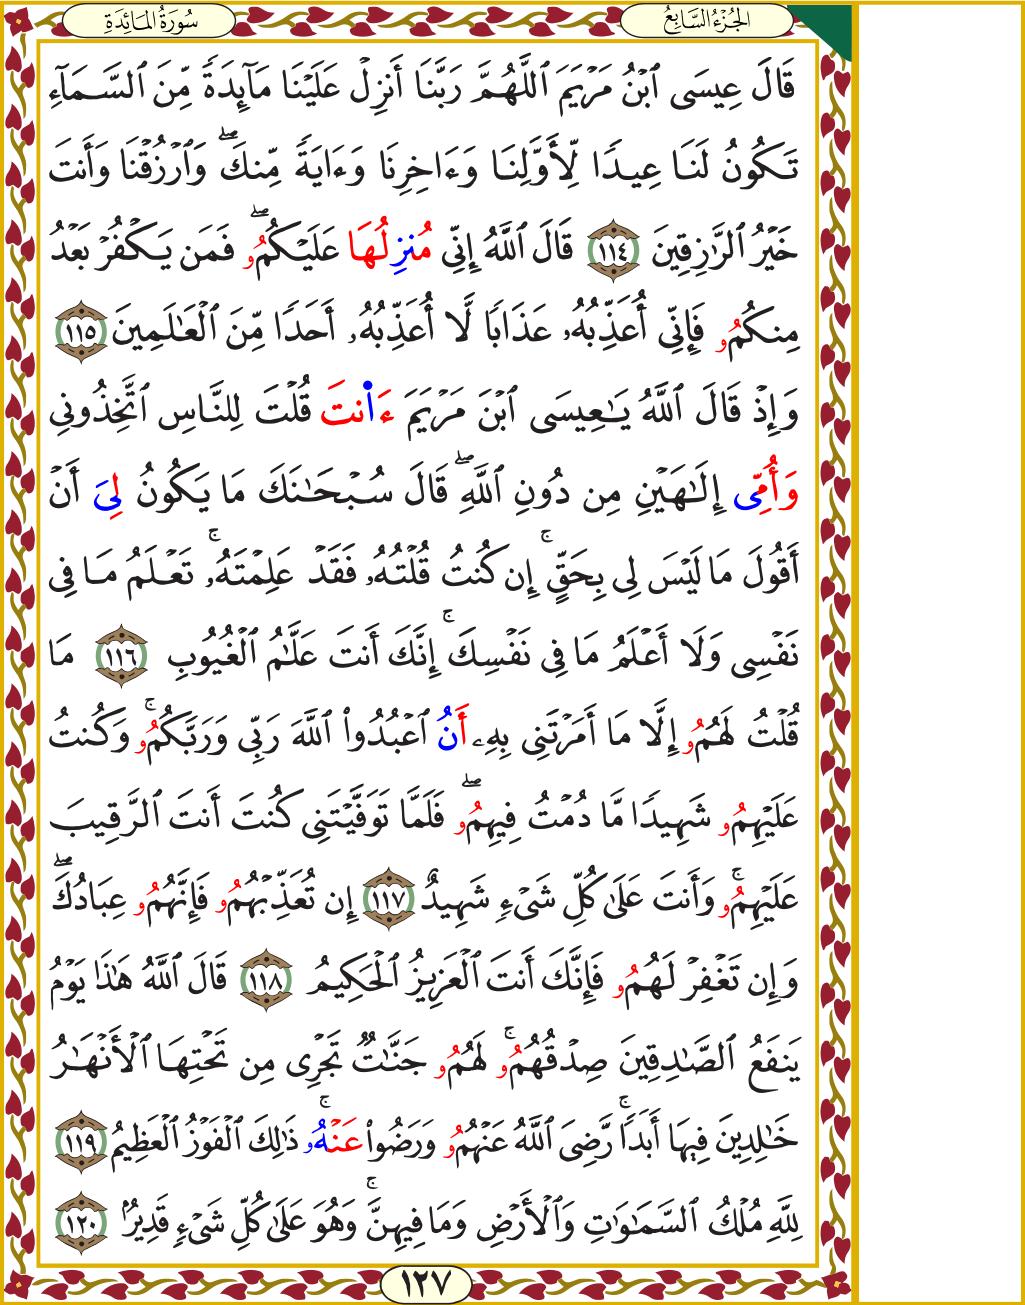 سُورَةُ المَائِدَةِ
الجُزْءُ السَّابِعُ
قَالَ عِيسَى ٱبْنُ مَرْيَمَ ٱللَّهُمَّ رَبَّنَا أَنزِلْ عَلَيْنَا مَآئِدَةً مِّنَ ٱلسَّمَآءِ
تَكُونُ لَنَا عِيدًا لِّأَوَّلِنَا وَءَاخِرِنَا وَءَايَةً مِّنكَۖ وَٱرْزُقْنَا وَأَنتَ
خَيْرُ ٱلرَّٰزِقِينَ ١١٤ قَالَ ٱللَّهُ إِنِّى مُنزِلُهَا عَلَيْكُمُۥۖ فَمَن يَكْفُرْ بَعْدُ
مِنكُمُۥ فَإِنِّى أُعَذِّبُهُۥ عَذَابًا لَّا أُعَذِّبُهُۥ أَحَدًا مِّنَ ٱلْعَٰلَمِينَ ١١٥
وَإِذْ قَالَ ٱللَّهُ يَٰعِيسَى ٱبْنَ مَرْيَمَ ءَا۬نتَ قُلْتَ لِلنَّاسِ ٱتَّخِذُونِى
وَأُمِّى إِلَٰهَيْنِ مِن دُونِ ٱللَّهِۖ قَالَ سُبْحَٰنَكَ مَا يَكُونُ لِىَ أَنْ
أَقُولَ مَا لَيْسَ لِى بِحَقٍّۚ إِن كُنتُ قُلْتُهُۥ فَقَدْ عَلِمْتَهُۥۚ تَعْلَمُ مَا فِى
نَفْسِى وَلَا أَعْلَمُ مَا فِى نَفْسِكَۚ إِنَّكَ أَنتَ عَلَّٰمُ ٱلْغُيُوبِ ١١٦ مَا
قُلْتُ لَهُمُۥ إِلَّا مَا أَمَرْتَنِى بِهِۦ أَنُ ٱعْبُدُوا۟ ٱللَّهَ رَبِّى وَرَبَّكُمُۥۚ وَكُنتُ
عَلَيْهِمُۥ شَهِيدًا مَّا دُمْتُ فِيهِمُۥۖ فَلَمَّا تَوَفَّيْتَنِى كُنتَ أَنتَ ٱلرَّقِيبَ
عَلَيْهِمُۥۚ وَأَنتَ عَلَىٰ كُلِّ شَىْءٍ شَهِيدٌ ١١٧ إِن تُعَذِّبْهُمُۥ فَإِنَّهُمُۥ عِبَادُكَۖ
وَإِن تَغْفِرْ لَهُمُۥ فَإِنَّكَ أَنتَ ٱلْعَزِيزُ ٱلْحَكِيمُ ١١٨ قَالَ ٱللَّهُ هَٰذَا يَوْمُ
يَنفَعُ ٱلصَّٰدِقِينَ صِدْقُهُمُۥۚ لَهُمُۥ جَنَّٰتٌ تَجْرِى مِن تَحْتِهَا ٱلْأَنْهَٰرُ
خَٰلِدِينَ فِيهَا أَبَدًاۚ رَّضِىَ ٱللَّهُ عَنْهُمُۥ وَرَضُوا۟ عَنْهُۥۚ ذَٰلِكَ ٱلْفَوْزُ ٱلْعَظِيمُ ١١٩
لِلَّهِ مُلْكُ ٱلسَّمَٰوَٰتِ وَٱلْأَرْضِ وَمَا فِيهِنَّۚ وَهُوَ عَلَىٰ كُلِّ شَىْءٍ قَدِيرٌۢ ١٢٠
١٢٧